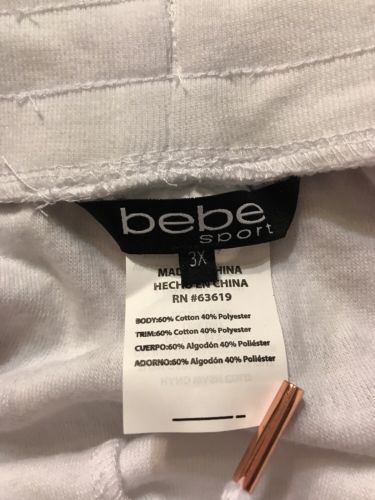 bebe
sport
3X
MADE CHINA
HECHO EN CHINA
RN #63619
BODY:60% Cotton 40% Polyester
TRIM:60% Cotton 40% Polyester
CUERPO:60% Algodón 40% Poliéster
ADORNO:60% Algodón 40% Poliéster